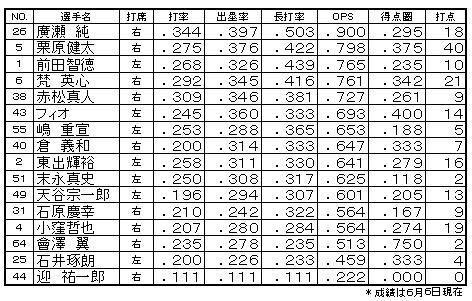 NO. 選手名 打席 打率 出塁率 長打率 OPS 得点圏 打点
26 廣瀬 純 右 .344 .397 .503 .900 .295 18
5 栗原健太 右 .275 .376 .422 .798 .375 40
1 前田智徳 左 .268 .326 .439 .765 .235 10
6 梵 英心 右 .292 .345 .416 .761 .342 21
38 赤松真人 右 .309 .346 .381 .727 .261 9
43 フィオ 左 .245 .360 .333 .693 .400 14
55 嶋 重宣 左 .253 .288 .365 .653 .188 5
40 倉 義和 右 .200 .314 .333 .647 .333 7
2 東出輝裕 左 .258 .311 .330 .641 .279 16
51 末永真史 左 .250 .308 .317 .625 .118 2
49 天谷宗一郎 左 .196 .294 .307 .601 .205 13
31 石原慶幸 右 .210 .242 .322 .564 .167 9
4 小窪哲也 右 .207 .280 .284 .564 .274 19
64 會澤 翼 右 .235 .278 .235 .513 .750 2
25 石井琢朗 左 .200 .226 .233 .459 .333 4
44 迎 祐一郎 右 .111 .111 .111 .222 .000 0
*成績は6月6日現在